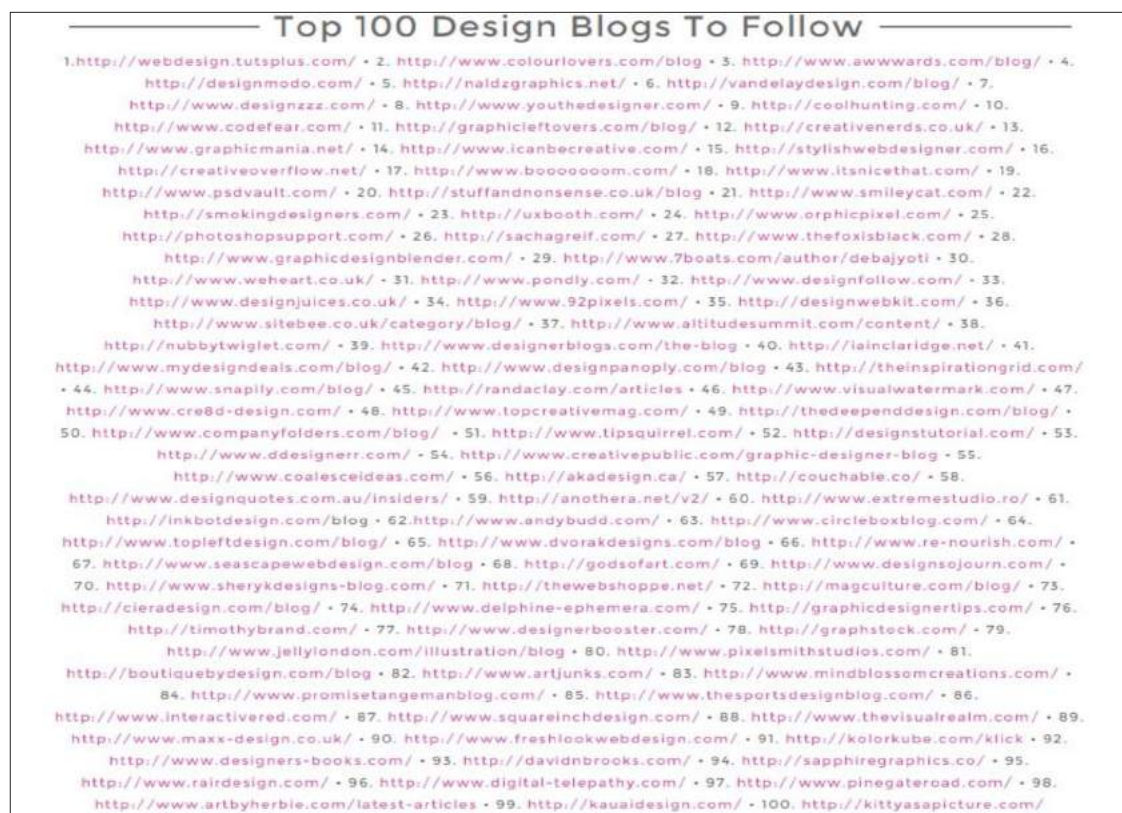 Top 100 Design Blogs To Follow
1.http://webdesign.tutsplus.com/ • 2. http://www.colourlovers.com/blog • 3. http://www.awwwards.com/blog/ • 4.
http://designmodo.com/ • 5. http://naldzgraphics.net/ • 6. http://vandelaydesign.com/blog/ • 7.
http://www.designzzz.com/ • 8. http://www.youthedesigner.com/ • 9. http://coolhunting.com/ • 10.
http://www.codefear.com/ • 11. http://graphicleftovers.com/blog/ • 12. http://creativenerds.co.uk/ • 13.
http://www.graphicmania.net/ • 14. http://www.icanbecreative.com/ • 15. http://stylishwebdesigner.com/ • 16.
http://creativeoverflow.net/ • 17. http://www.booooooom.com/ • 18. http://www.itsnicethat.com/ • 19.
http://www.psdvault.com/ • 20. http://stuffandnonsense.co.uk/blog • 21. http://www.smileycat.com/ • 22.
http://smokingdesigners.com/ • 23. http://uxbooth.com/ • 24. http://www.orphicpixel.com/ • 25.
http://photoshopsupport.com/ • 26. http://sachagreif.com/ • 27. http://www.thefoxisblack.com/ • 28.
http://www.graphicdesignblender.com/ • 29. http://www.7boats.com/author/debajyoti • 30.
http://www.weheart.co.uk/ • 31. http://www.pondly.com/ • 32. http://www.designfollow.com/ • 33.
http://www.designjuices.co.uk/ • 34. http://www.92pixels.com/ • 35. http://designwebkit.com/ • 36.
http://www.sitebee.co.uk/category/blog/ • 37. http://www.altitudesummit.com/content/ • 38.
http://nubbytwiglet.com/ • 39. http://www.designerblogs.com/the-blog • 40. http://iainclaridge.net/ • 41.
http://www.mydesigndeals.com/blog/ • 42. http://www.designpanoply.com/blog • 43. http://theinspirationgrid.com/
• 44. http://www.snapily.com/blog/ • 45. http://randaclay.com/articles • 46. http://www.visualwatermark.com/ • 47.
http://www.cre8d-design.com/ • 48. http://www.topcreativemag.com/ • 49. http://thedeependdesign.com/blog/ •
50. http://www.companyfolders.com/blog/ • 51. http://www.tipsquirrel.com/ • 52. http://designstutorial.com/ • 53.
http://www.ddesignerr.com/ • 54. http://www.creativepublic.com/graphic-designer-blog • 55.
http://www.coalesceideas.com/ • 56. http://akadesign.ca/ • 57. http://couchable.co/ • 58.
http://www.designquotes.com.au/insiders/ • 59. http://anothera.net/v2/ • 60. http://www.extremestudio.ro/ • 61.
http://inkbotdesign.com/blog • 62.http://www.andybudd.com/ • 63. http://www.circleboxblog.com/ • 64.
http://www.topleftdesign.com/blog/ • 65. http://www.dvorakdesigns.com/blog • 66. http://www.re-nourish.com/ •
67. http://www.seascapewebdesign.com/blog • 68. http://godsofart.com/ • 69. http://www.designsojourn.com/ •
70. http://www.sherykdesigns-blog.com/ • 71. http://thewebshoppe.net/ • 72. http://magculture.com/blog/ • 73.
http://cieradesign.com/blog/ • 74. http://www.delphine-ephemera.com/ • 75. http://graphicdesignertips.com/ • 76.
http://timothybrand.com/ • 77. http://www.designerbooster.com/ • 78. http://graphstock.com/ • 79.
http://www.jellylondon.com/illustration/blog • 80. http://www.pixelsmithstudios.com/ • 81.
http://boutiquebydesign.com/blog • 82. http://www.artjunks.com/ • 83. http://www.mindblossomcreations.com/ •
84. http://www.promisetangemanblog.com/ • 85. http://www.thesportsdesignblog.com/ • 86.
http://www.interactivered.com/ • 87. http://www.squareinchdesign.com/ • 88. http://www.thevisualrealm.com/ • 89.
http://www.maxx-design.co.uk/ • 90. http://www.freshlookwebdesign.com/ • 91. http://kolorkube.com/klick • 92.
http://www.designers-books.com/ • 93. http://davidnbrooks.com/ • 94. http://sapphiregraphics.co/ • 95.
http://www.rairdesign.com/ • 96. http://www.digital-telepathy.com/ • 97. http://www.pinegateroad.com/ • 98.
http://www.artbyherbie.com/latest-articles • 99. http://kauaidesign.com/ • 100. http://kittyasapicture.com/